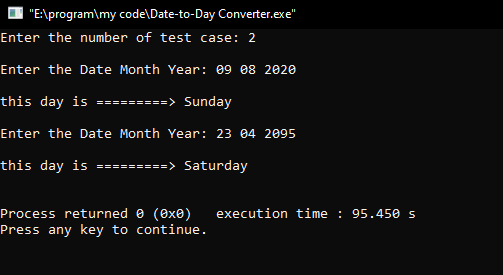 "E:\program\my code\Date-to-Day Converter.exe"
Enter the number of test case: 2
Enter the Date Month Year: 09 08 2020
this day is =========> Sunday
Enter the Date Month Year: 23 04 2095
this day is =========> Saturday
Process returned 0 (0x0)   execution time : 95.450 s
Press any key to continue.